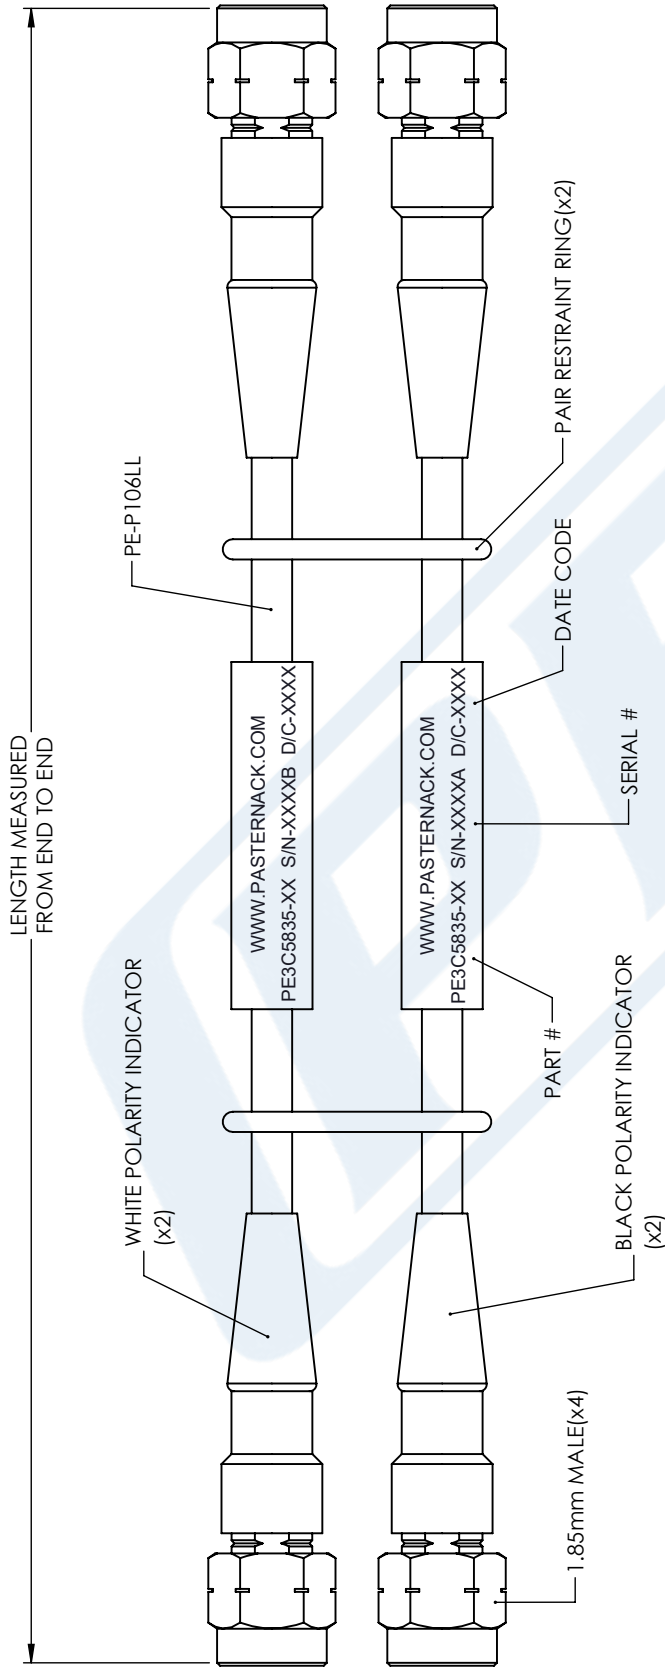 LENGTH MEASURED
FROM END TO END
PE-P106LL
WHITE POLARITY INDICATOR
(x2)
WWW.PASTERNACK.COM
PE3C5835-XX S/N-XXXXB D/C-XXXX
WWW.PASTERNACK.COM
PE3C5835-XX S/N-XXXXA D/C-XXXX
PAIR RESTRAINT RING(x2)
DATE CODE
SERIAL #
PART #
BLACK POLARITY INDICATOR
(x2)
1.85mm MALE(x4)